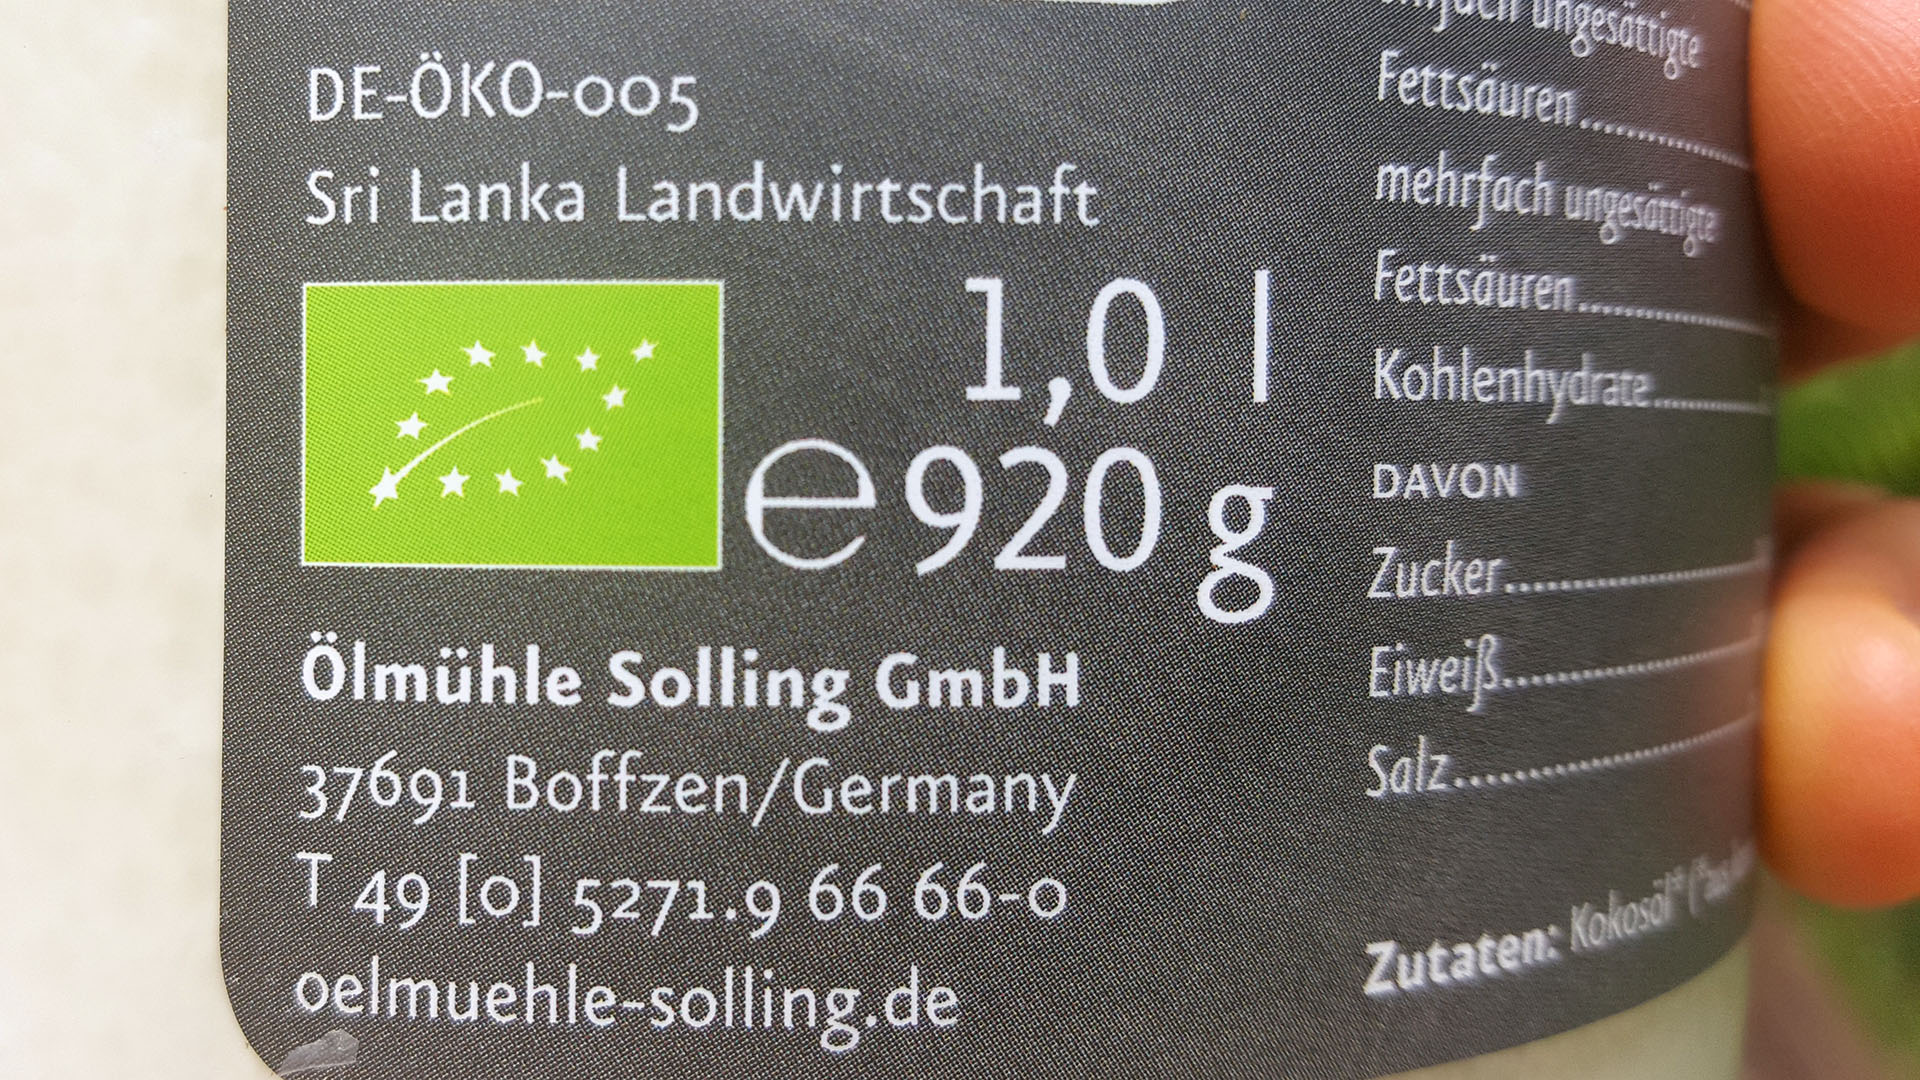 DE-ÖKO-005
Sri Lanka Landwirtschaft
1,0 l
e 920 g
Ölmühle Solling GmbH
37691 Boffzen/Germany
T 49 [0] 5271.9 66 66-0
oelmuehle-solling.de
ungesättigte
Fettsäuren
mehrfach ungesättigte
Fettsäuren
Kohlenhydrate
DAVON
Zucker
Eiweiß
Salz
Zutaten: Kokosöl* (*aus